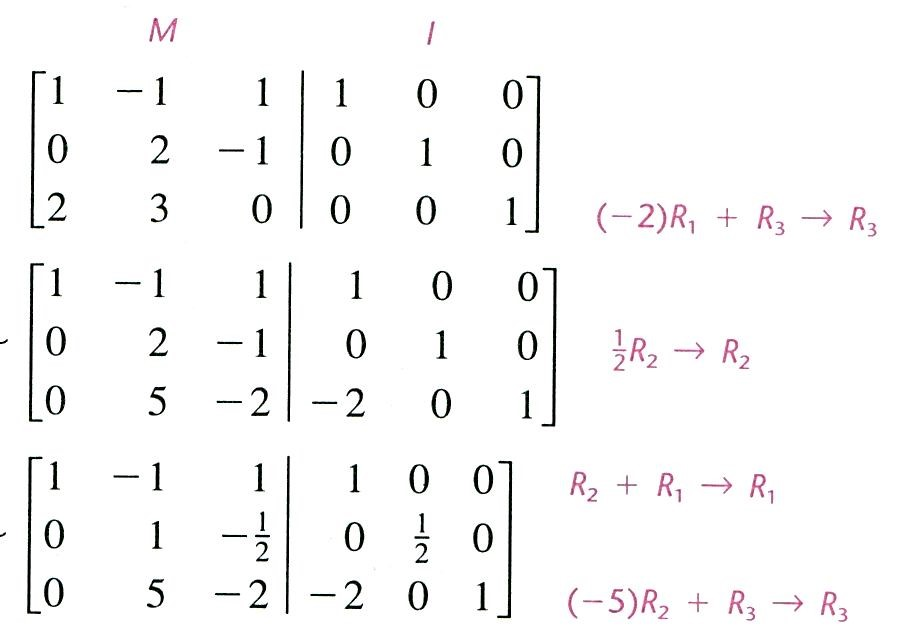 M I
1 −1 1 | 1 0 0
0 2 −1 | 0 1 0
2 3 0 | 0 0 1 (−2)R₁ + R₃ → R₃
1 −1 1 | 1 0 0
~ 0 2 −1 | 0 1 0 ½R₂ → R₂
0 5 −2 | −2 0 1
1 −1 1 | 1 0 0 R₂ + R₁ → R₁
~ 0 1 −½ | 0 ½ 0
0 5 −2 | −2 0 1 (−5)R₂ + R₃ → R₃